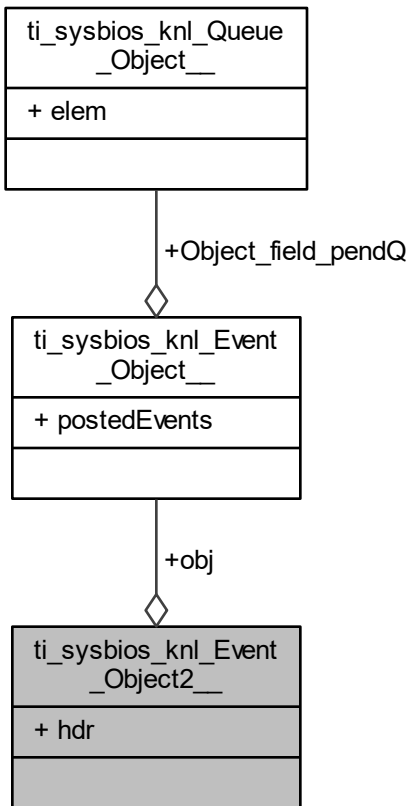 ti_sysbios_knl_Queue
_Object__
+ elem
+Object_field_pendQ
ti_sysbios_knl_Event
_Object__
+ postedEvents
+obj
ti_sysbios_knl_Event
_Object2__
+ hdr